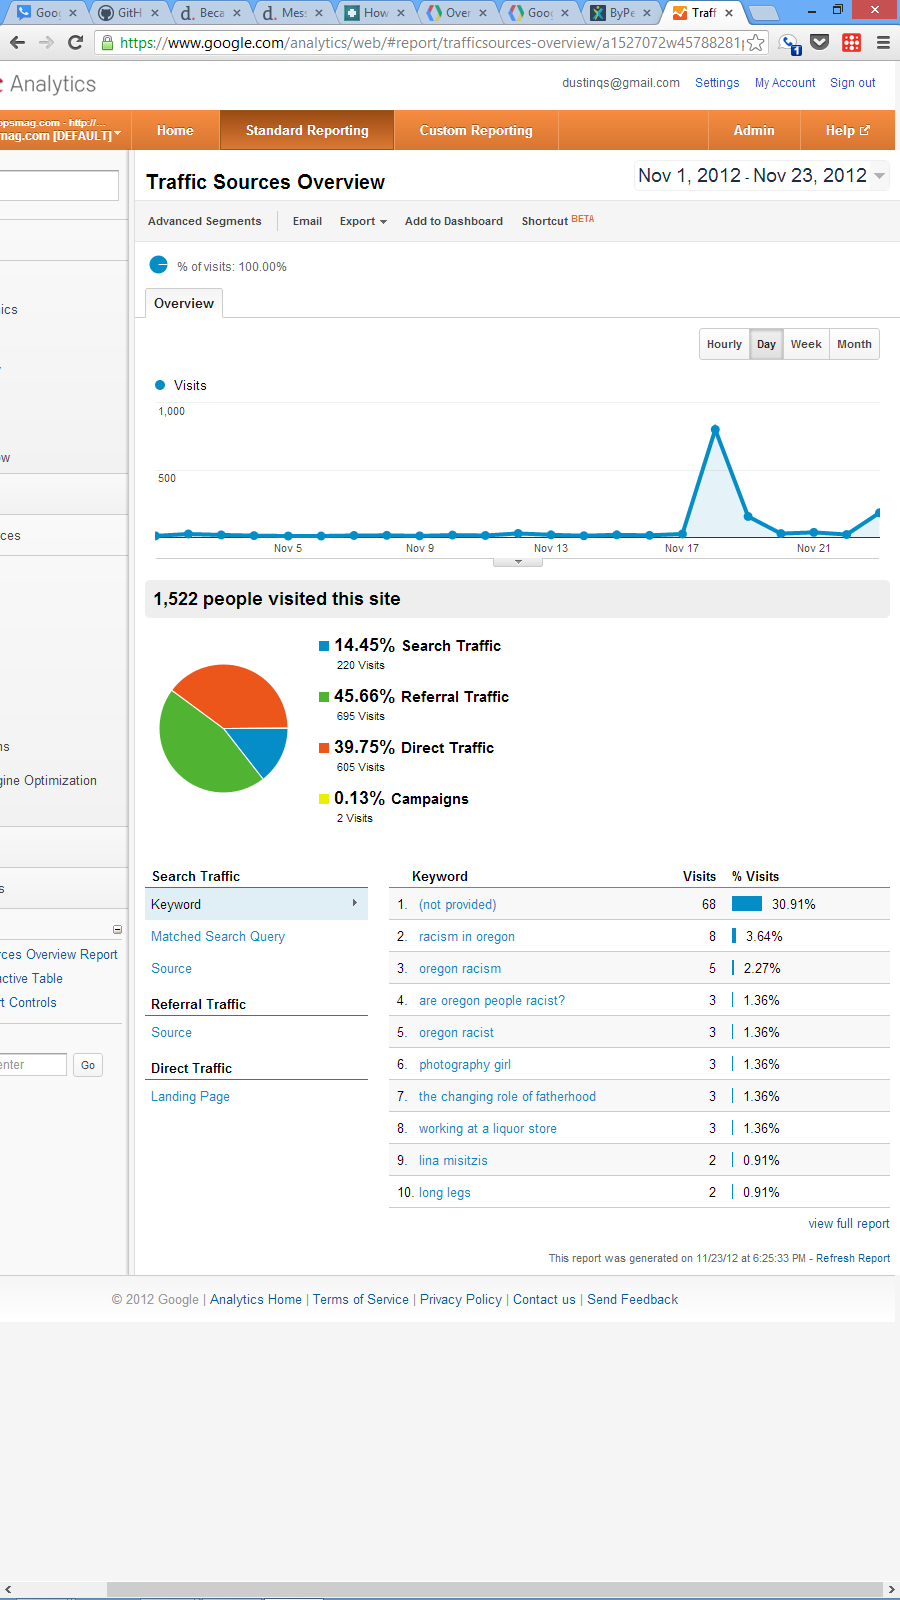 Goo
GitH
d. Beca
d. Mess
How
Over
Goog
ByPe
Traff
https://www.google.com/analytics/web/#report/trafficsources-overview/a1527072w45788281
1
Analytics
dustinqs@gmail.com Settings My Account Sign out
opsmag.com - http://...
mag.com [DEFAULT]
Home Standard Reporting Custom Reporting Admin Help
Traffic Sources Overview
Nov 1, 2012 - Nov 23, 2012
Advanced Segments Email Export Add to Dashboard Shortcut BETA
% of visits: 100.00%
Overview
Hourly Day Week Month
Visits
1,000
500
Nov 5 Nov 9 Nov 13 Nov 17 Nov 21
ics
ow
ces
ns
gine Optimization
s
rces Overview Report
active Table
rt Controls
enter Go
1,522 people visited this site
14.45% Search Traffic
220 Visits
45.66% Referral Traffic
695 Visits
39.75% Direct Traffic
605 Visits
0.13% Campaigns
2 Visits
Search Traffic
Keyword
Matched Search Query
Source
Referral Traffic
Source
Direct Traffic
Landing Page
Keyword Visits % Visits
1. (not provided) 68 30.91%
2. racism in oregon 8 3.64%
3. oregon racism 5 2.27%
4. are oregon people racist? 3 1.36%
5. oregon racist 3 1.36%
6. photography girl 3 1.36%
7. the changing role of fatherhood 3 1.36%
8. working at a liquor store 3 1.36%
9. lina misitzis 2 0.91%
10. long legs 2 0.91%
view full report
This report was generated on 11/23/12 at 6:25:33 PM - Refresh Report
© 2012 Google | Analytics Home | Terms of Service | Privacy Policy | Contact us | Send Feedback